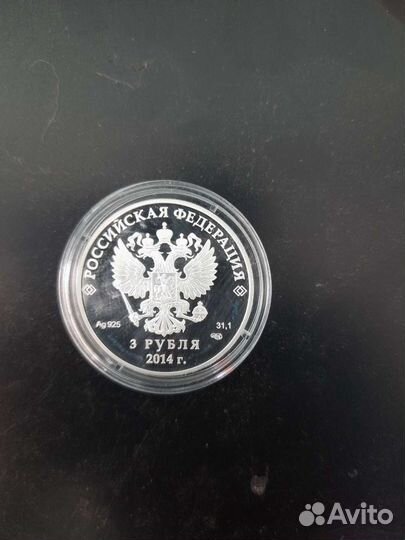 РОССИЙСКАЯ ФЕДЕРАЦИЯ
Ag 925
31,1
3 РУБЛЯ
2014 г.
Avito